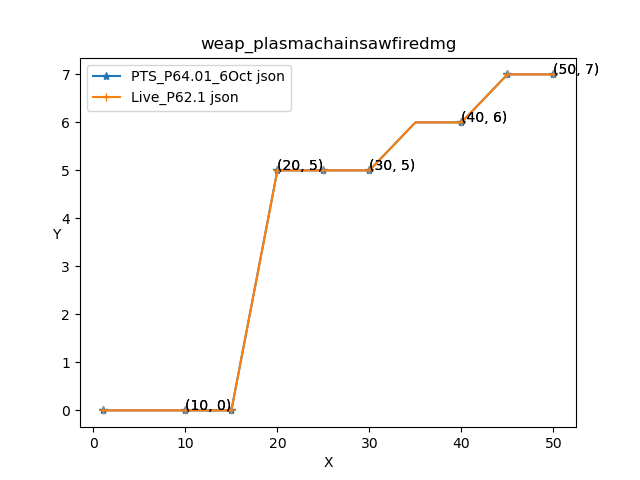 weap_plasmachainsawfiredmg
PTS_P64.01_6Oct json
Live_P62.1 json
(50, 7)
(40, 6)
(20, 5)
(30, 5)
(10, 0)
7
6
5
4
3
2
1
0
Y
0 10 20 30 40 50
X